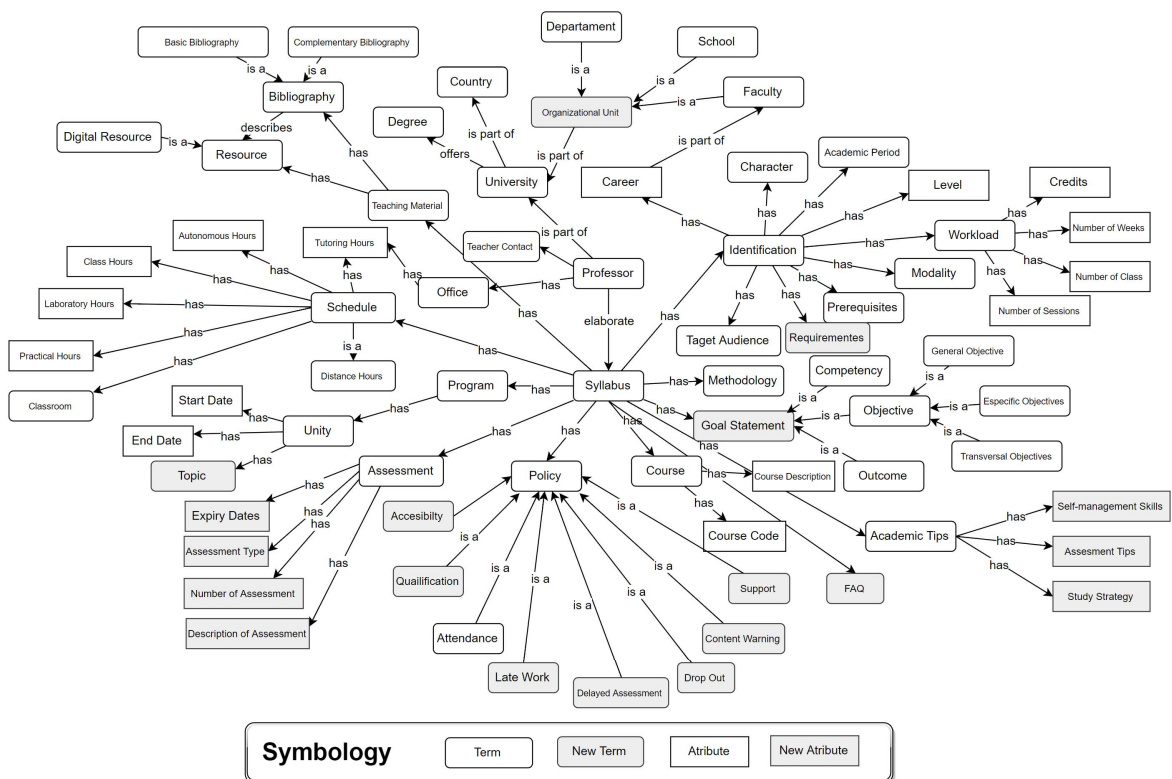 Departament
Basic Bibliography
Complementary Bibliography
School
is a
is a
is a
is a
Country
Bibliography
Faculty
Organizational Unit
is a
describes
Degree
is part of
Digital Resource
is a
Resource
offers
is part of
is part of
Character
Academic Period
has
has
University
Career
Level
Credits
Teaching Material
has
has
has
has
has
has
Number of Weeks
Autonomous Hours
Tutoring Hours
is part of
Teacher Contact
has
Identification
has
Workload
has
Class Hours
has
has
has
has
Professor
has
Modality
has
Number of Class
Laboratory Hours
has
Schedule
Office
has
has
has
has
Prerequisites
has
Number of Sessions
has
elaborate
has
Taget Audience
Requirementes
Practical Hours
has
is a
has
General Objective
has
Distance Hours
Program
has
Syllabus
has
Methodology
Competency
is a
Classroom
Start Date
is a
Especific Objectives
has
has
has
Goal Statement
is a
Objective
is a
End Date
has
Unity
is a
Transversal Objectives
has
has
has
has
has
is a
Topic
Assessment
Policy
Course
Course Description
Outcome
has
has
Expiry Dates
has
Accesibilty
is a
has
Self-management Skills
has
is a
Course Code
Academic Tips
has
Assessment Type
has
Assesment Tips
has
has
is a
is a
Quailification
Support
FAQ
has
Number of Assessment
is a
is a
Study Strategy
Description of Assessment
Attendance
is a
Content Warning
Late Work
Delayed Assessment
Drop Out
Symbology
Term
New Term
Atribute
New Atribute